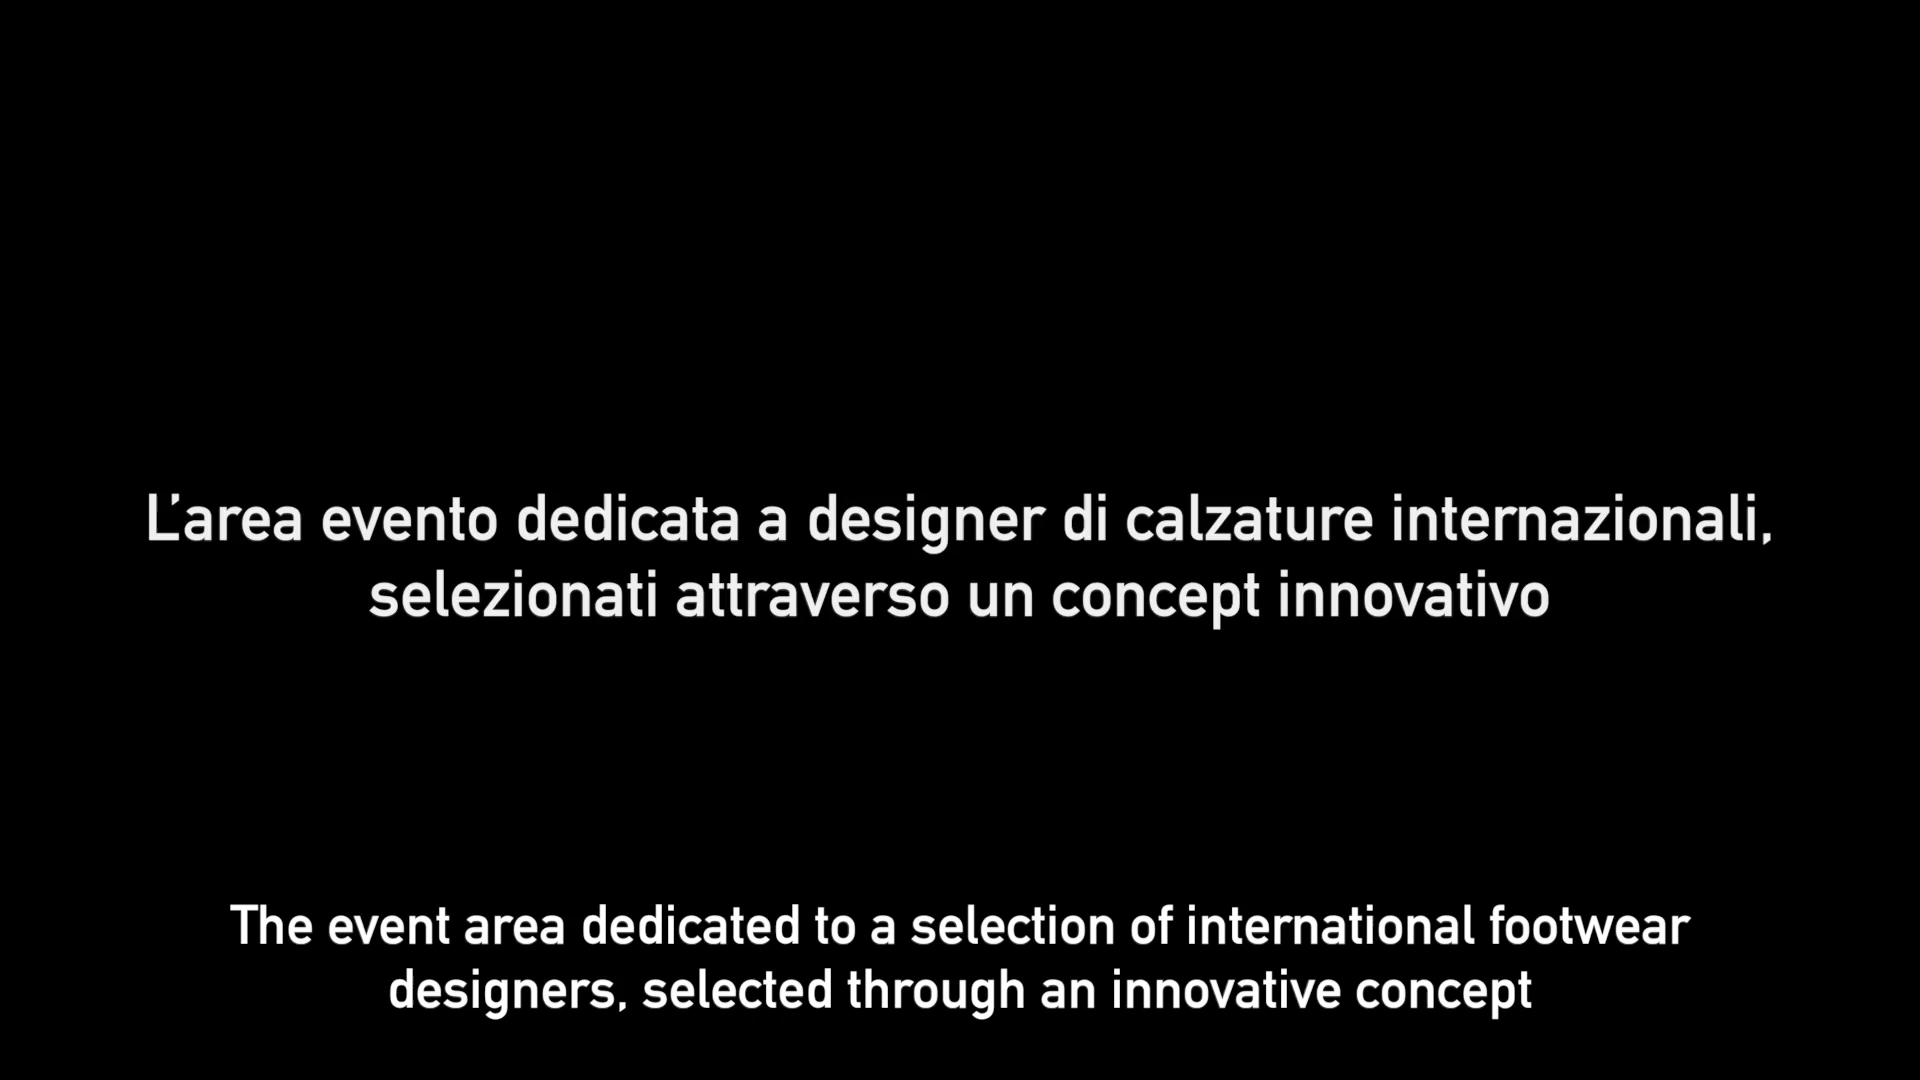 L'area evento dedicata a designer di calzature internazionali,
selezionati attraverso un concept innovativo
The event area dedicated to a selection of international footwear
designers, selected through an innovative concept